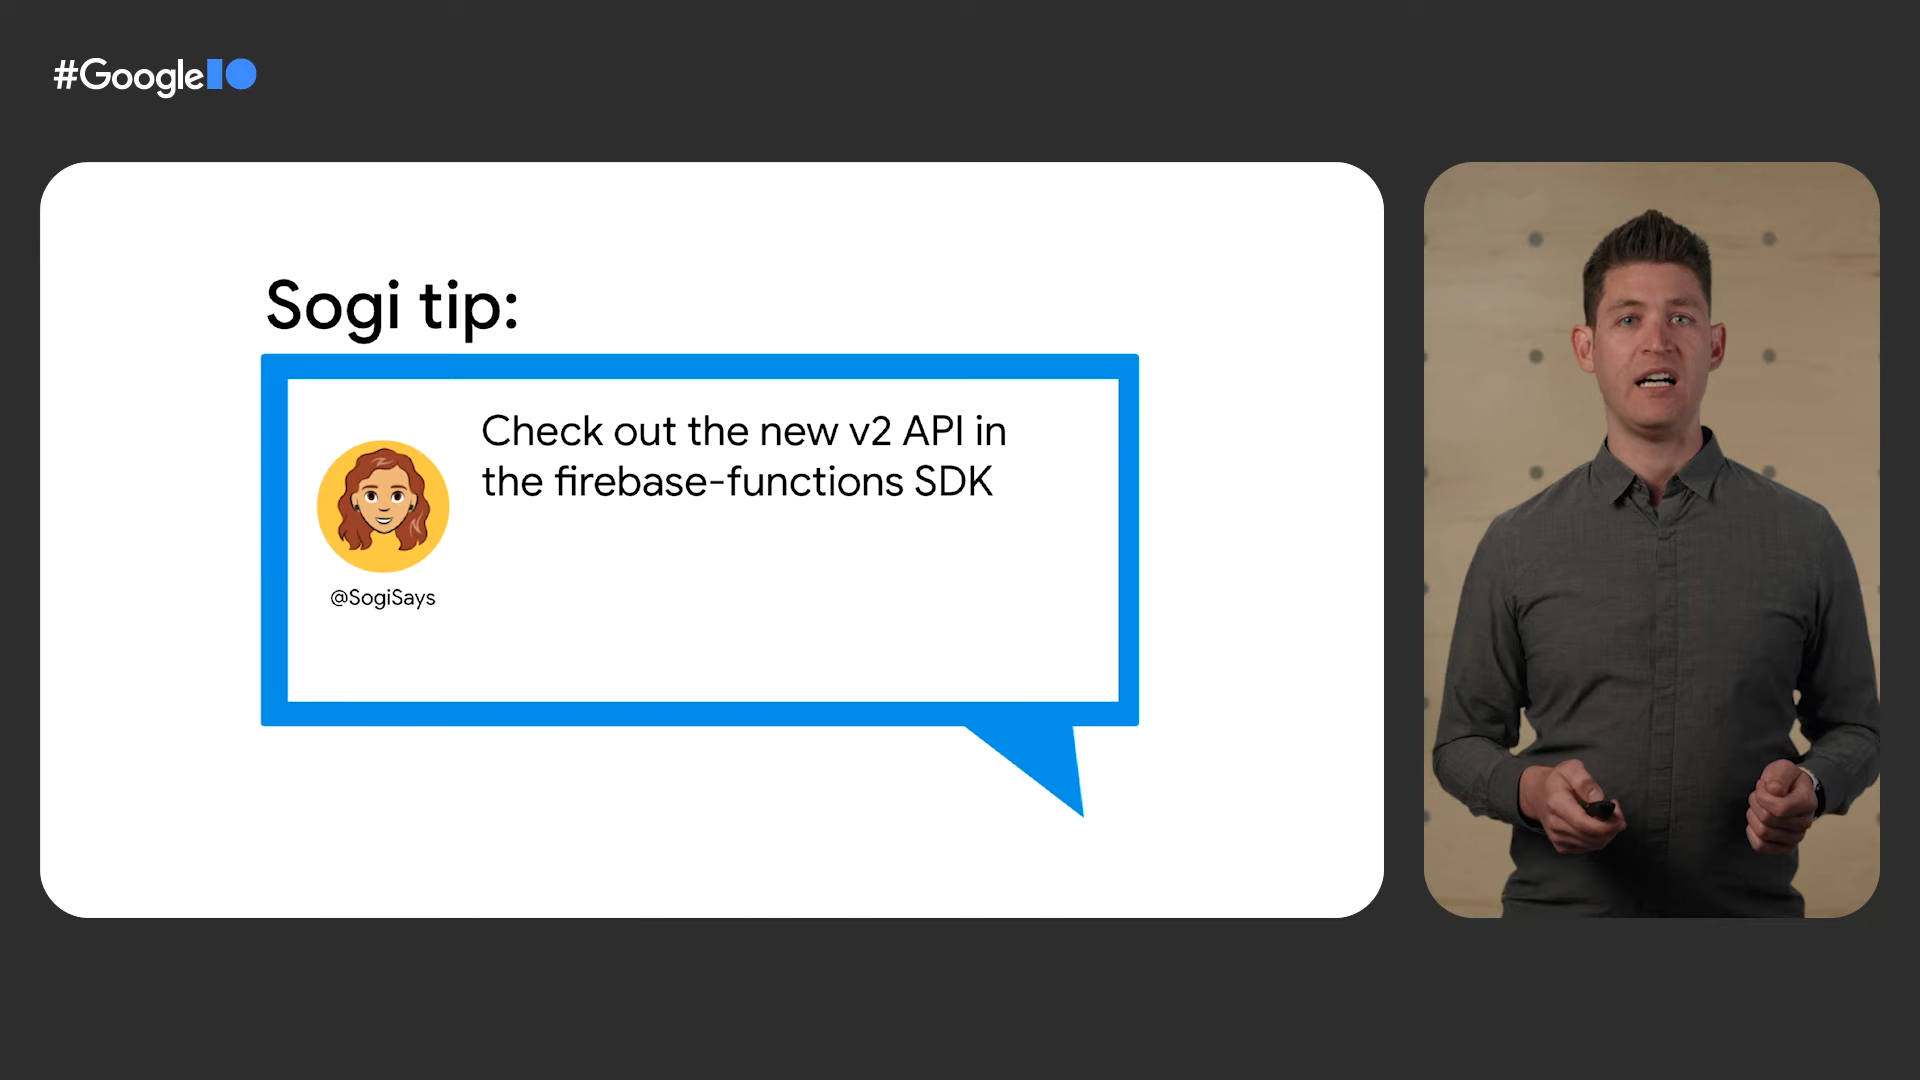 #GoogleIO
Sogi tip:
Check out the new v2 API in
the firebase-functions SDK
@SogiSays